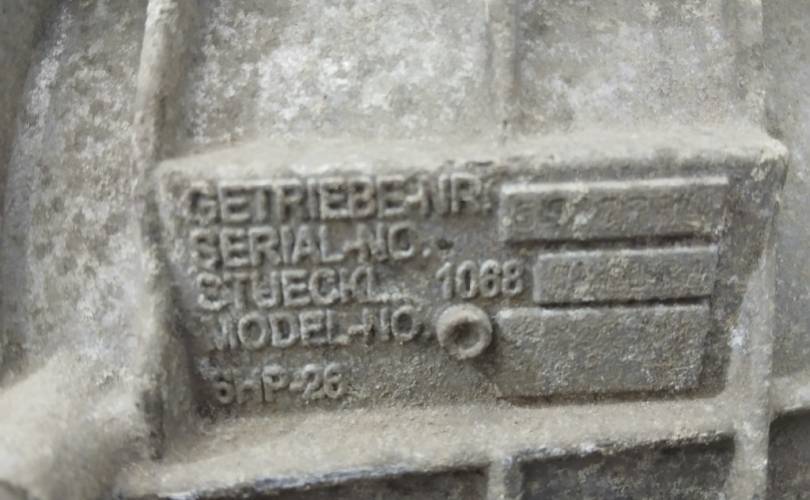 GETRIEBE-NR.
SERIAL-NO.
STUECKL. 1068
MODEL-NO.
6HP-26